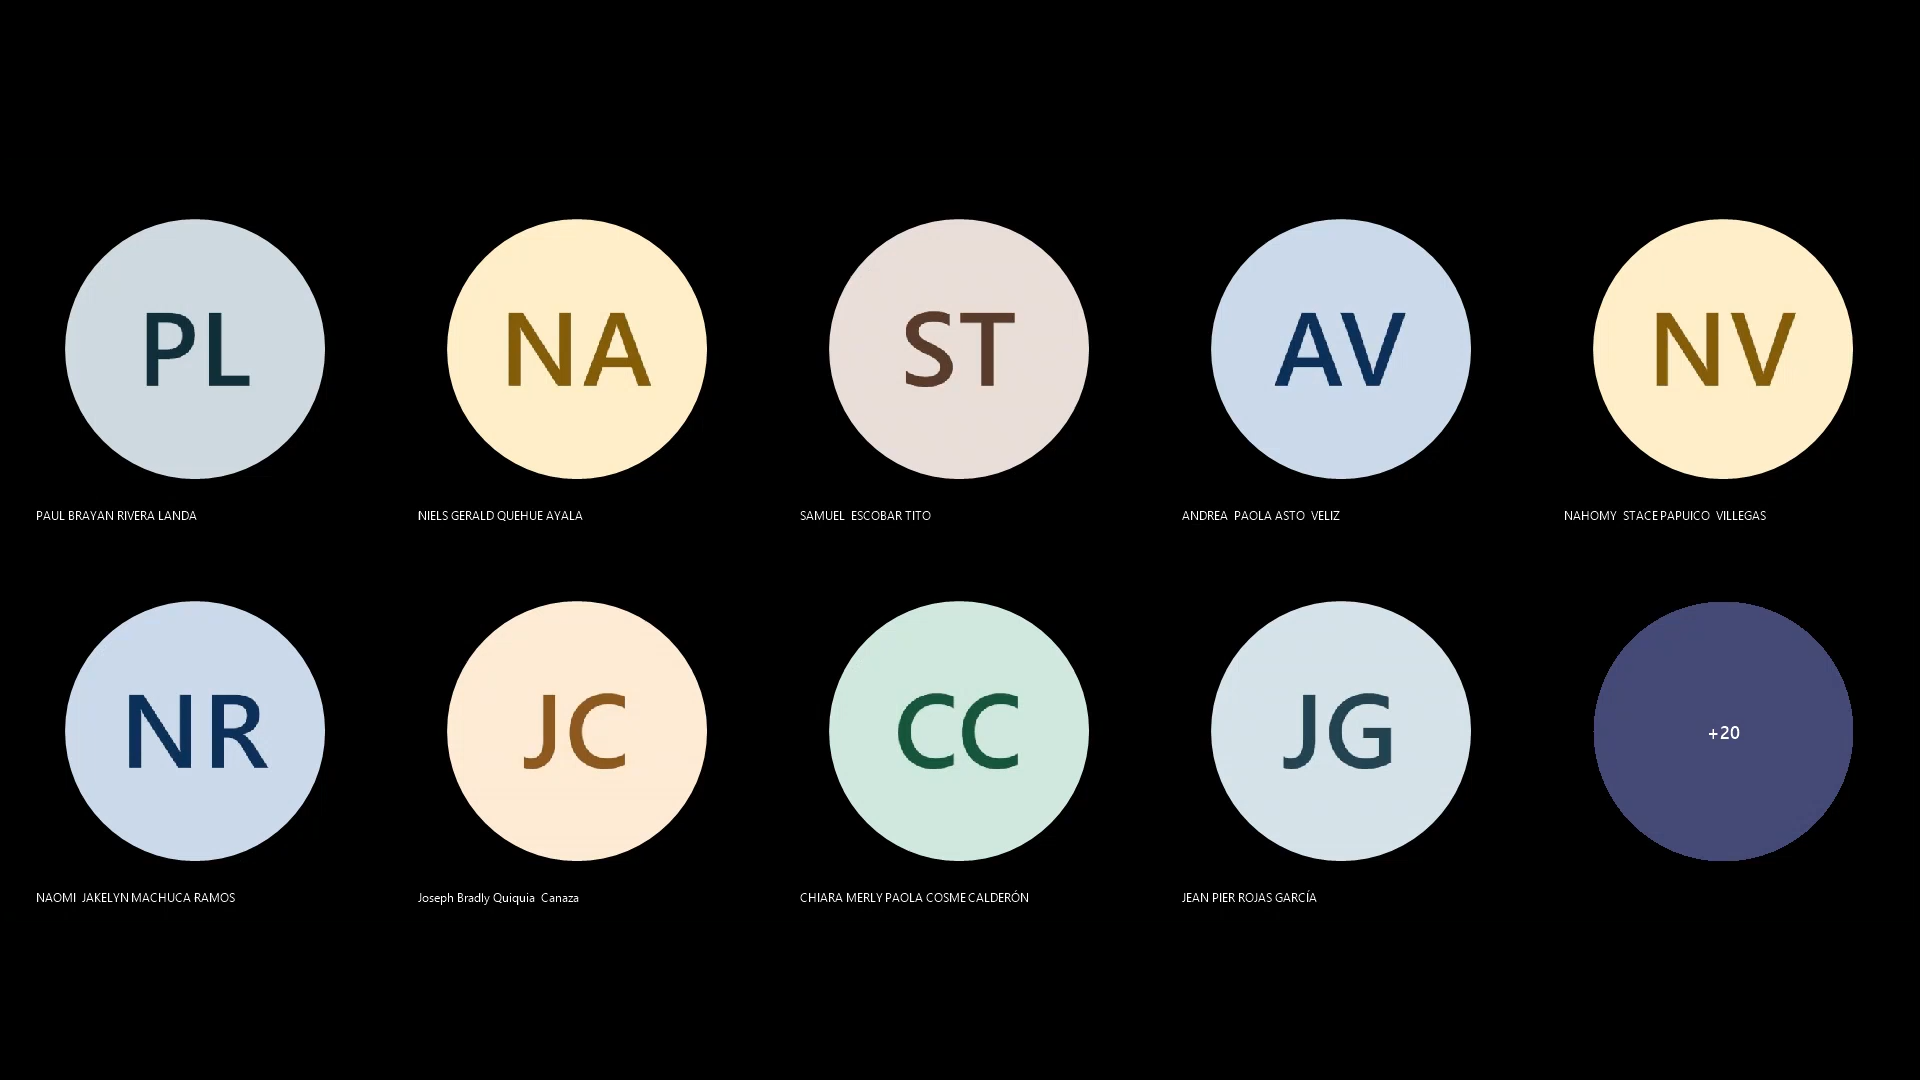 PL
NA
ST
AV
NV
PAUL BRAYAN RIVERA LANDA
NIELS GERALD QUEHUE AYALA
SAMUEL ESCOBAR TITO
ANDREA PAOLA ASTO VELIZ
NAHOMY STACE PAPUICO VILLEGAS
NR
JC
CC
JG
+20
NAOMI JAKELYN MACHUCA RAMOS
Joseph Bradly Quiquia Canaza
CHIARA MERLY PAOLA COSME CALDERÓN
JEAN PIER ROJAS GARCÍA